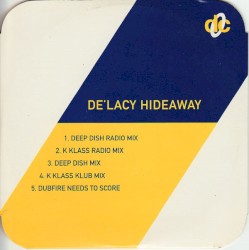 dc
DE'LACY HIDEAWAY
1. DEEP DISH RADIO MIX
2. K KLASS RADIO MIX
3. DEEP DISH MIX
4. K KLASS KLUB MIX
5. DUBFIRE NEEDS TO SCORE